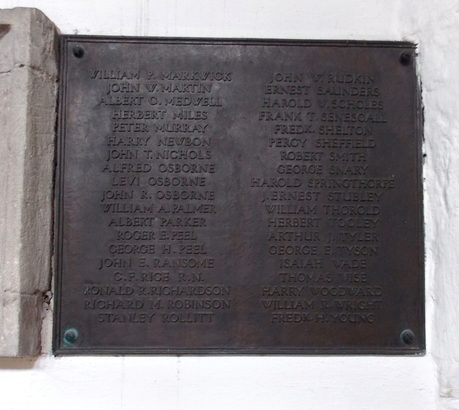 WILLIAM P. MARKWICK
JOHN W. MARTIN
ALBERT O. MEDWELL
HERBERT MILES
PETER MURRAY
HARRY NEWBON
JOHN T. NICHOLS
ALFRED OSBORNE
LEVI OSBORNE
JOHN R. OSBORNE
WILLIAM A. PALMER
ALBERT PARKER
ROGER E. PEEL
GEORGE H. PEEL
JOHN E. RANSOME
C. F. RICE R.N.
RONALD R. RICHARDSON
RICHARD M. ROBINSON
STANLEY ROLLITT
JOHN W. RUDKIN
ERNEST SAUNDERS
HAROLD W. SCHOLES
FRANK T. SENESCALL
FREDK SHELTON
PERCY SHEFFIELD
ROBERT SMITH
GEORGE SNARY
HAROLD SPRINGTHORPE
J. ERNEST STUBLEY
WILLIAM THOROLD
HERBERT TOOLEY
ARTHUR J. TYLER
GEORGE F. TYSON
ISAIAH WADE
THOMAS WISE
HARRY WOODWARD
WILLIAM R. WRIGHT
FREDK H. YOUNG